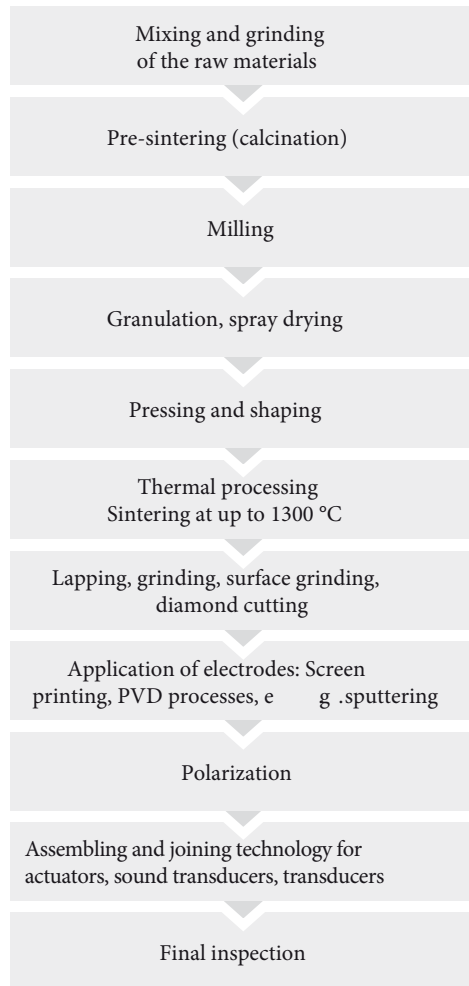 Mixing and grinding
of the raw materials
Pre-sintering (calcination)
Milling
Granulation, spray drying
Pressing and shaping
Thermal processing
Sintering at up to 1300 °C
Lapping, grinding, surface grinding,
diamond cutting
Application of electrodes: Screen
printing, PVD processes, e g .sputtering
Polarization
Assembling and joining technology for
actuators, sound transducers, transducers
Final inspection